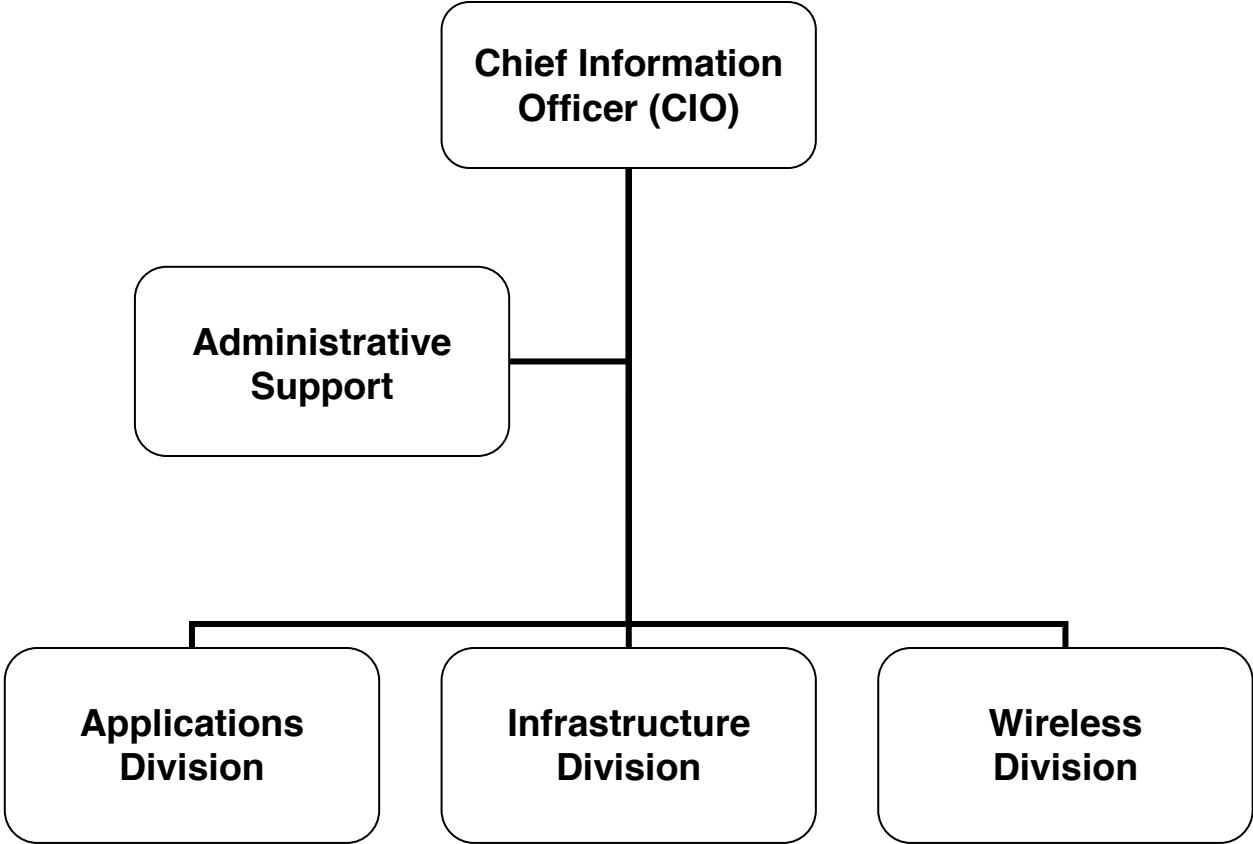 Chief Information
Officer (CIO)
Administrative
Support
Applications
Division
Infrastructure
Division
Wireless
Division